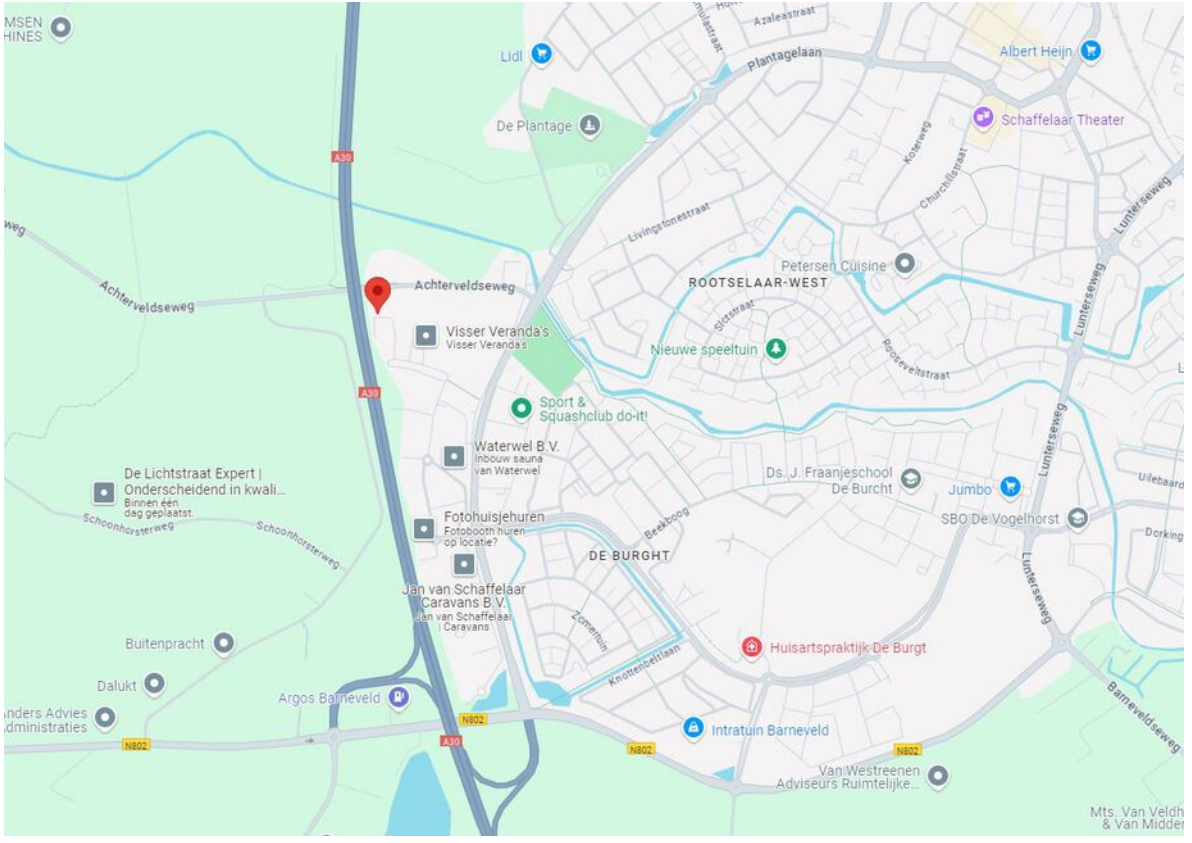 MSEN
HINES
Lidl
De Plantage
Azaleastraat
Plantagelaan
Albert Heijn
Schaffelaar Theater
Koterweg
Churchillstraat
Lunterseweg
A30
weg
Achterveldseweg
Achterveldseweg
Livingstonestraat
Petersen Cuisine
ROOTSELAAR-WEST
Slotstraat
Nieuwe speeltuin
Rooseveltstraat
Lunterseweg
Visser Veranda's
Visser Veranda's
A30
Sport &
Squashclub do-it!
Waterwel B.V.
Inbouw sauna
van Waterwel
De Lichtstraat Expert |
Onderscheidend in kwali...
Binnen één
dag geplaatst.
Schoonhorsterweg
Schoonhorsterweg
Ds. J. Fraanjeschool
De Burcht
Jumbo
Lunterseweg
Uilebaard
SBO De Vogelhorst
Dorking
Fotohuisjehuren
Fotobooth huren
op locatie?
Beekboog
DE BURGHT
Jan van Schaffelaar
Caravans B.V.
Jan van Schaffelaar
Caravans
Zomertuin
Lunterseweg
Buitenpracht
Knottenbeltlaan
Huisartspraktijk De Burgt
Dalukt
Argos Barneveld
Barneveldseweg
Anders Advies
dministraties
N802
N802
A30
Intratuin Barneveld
N802
N802
Van Westreenen
Adviseurs Ruimtelijke...
Mts. Van Veldh
& Van Midden